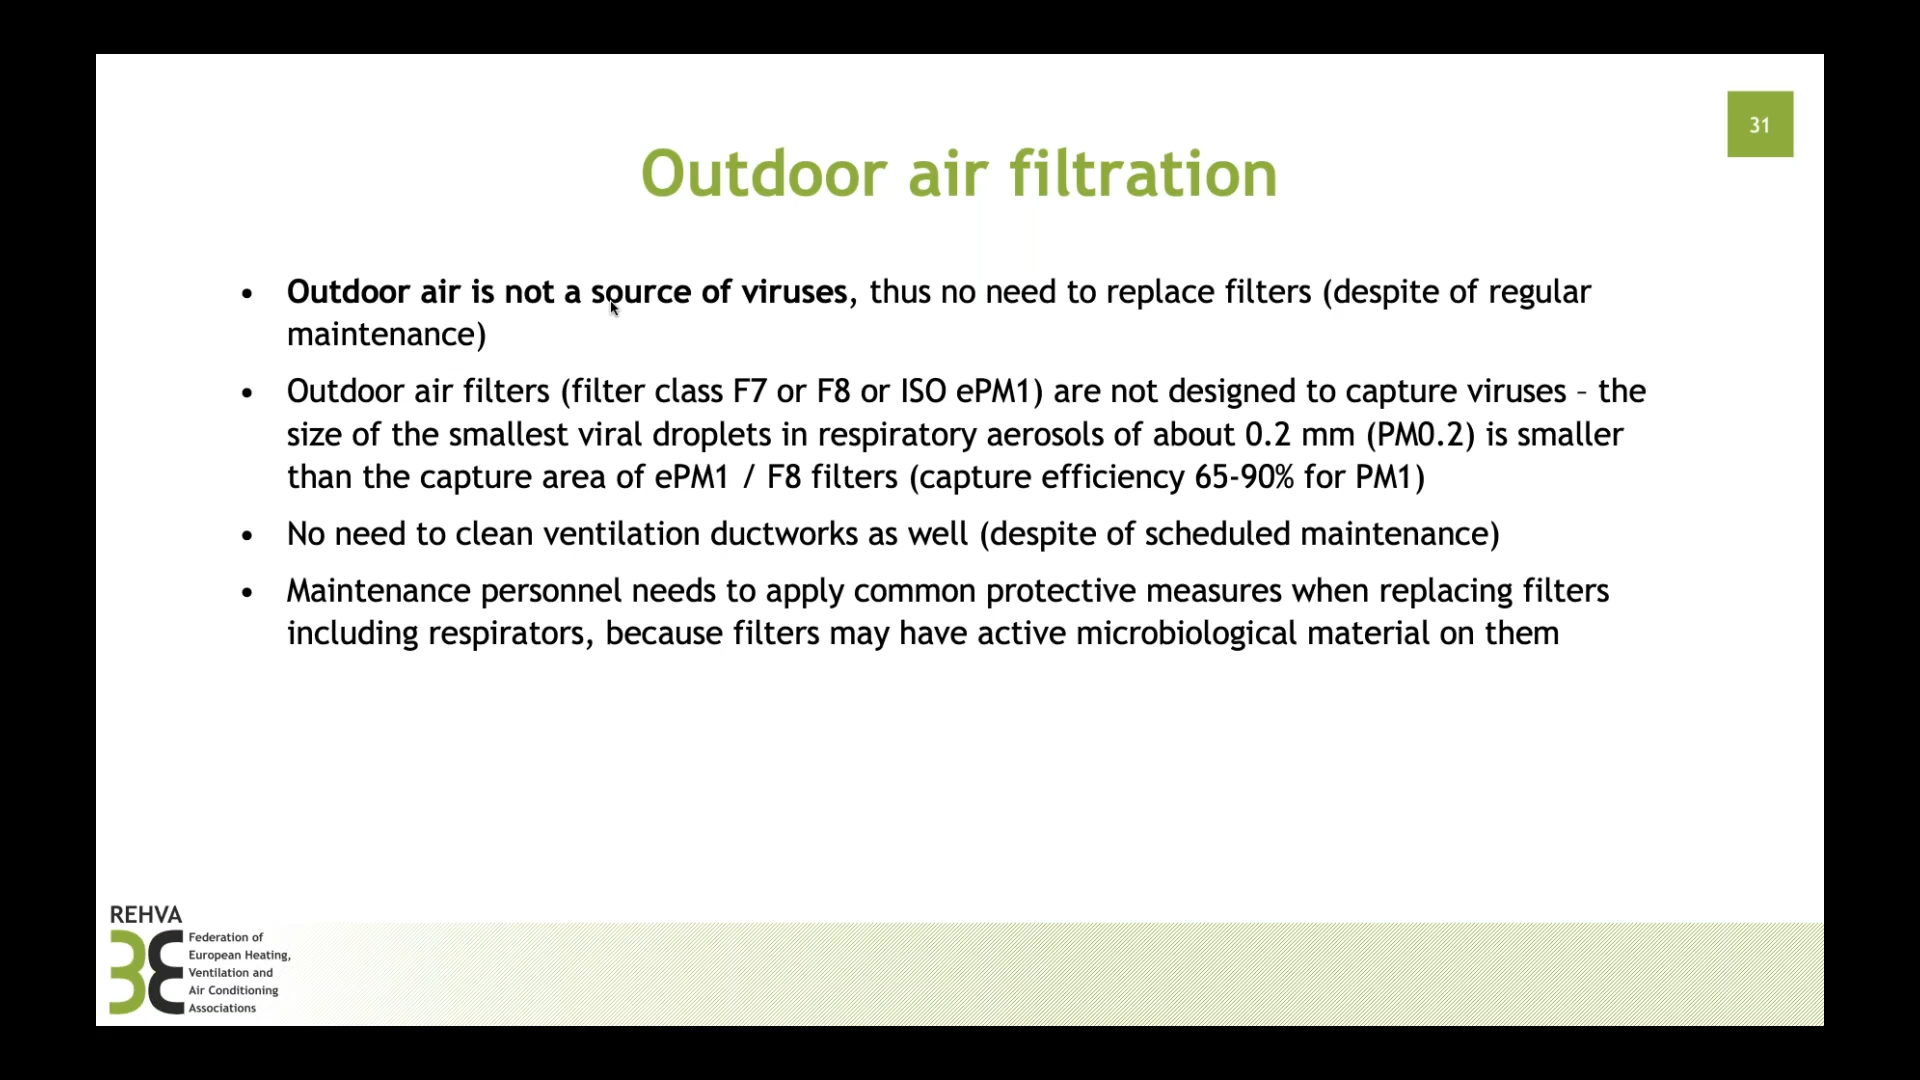 31
Outdoor air filtration
• Outdoor air is not a source of viruses, thus no need to replace filters (despite of regular
maintenance)
• Outdoor air filters (filter class F7 or F8 or ISO ePM1) are not designed to capture viruses – the
size of the smallest viral droplets in respiratory aerosols of about 0.2 mm (PM0.2) is smaller
than the capture area of ePM1 / F8 filters (capture efficiency 65-90% for PM1)
• No need to clean ventilation ductworks as well (despite of scheduled maintenance)
• Maintenance personnel needs to apply common protective measures when replacing filters
including respirators, because filters may have active microbiological material on them
REHVA
Federation of
European Heating,
Ventilation and
Air Conditioning
Associations